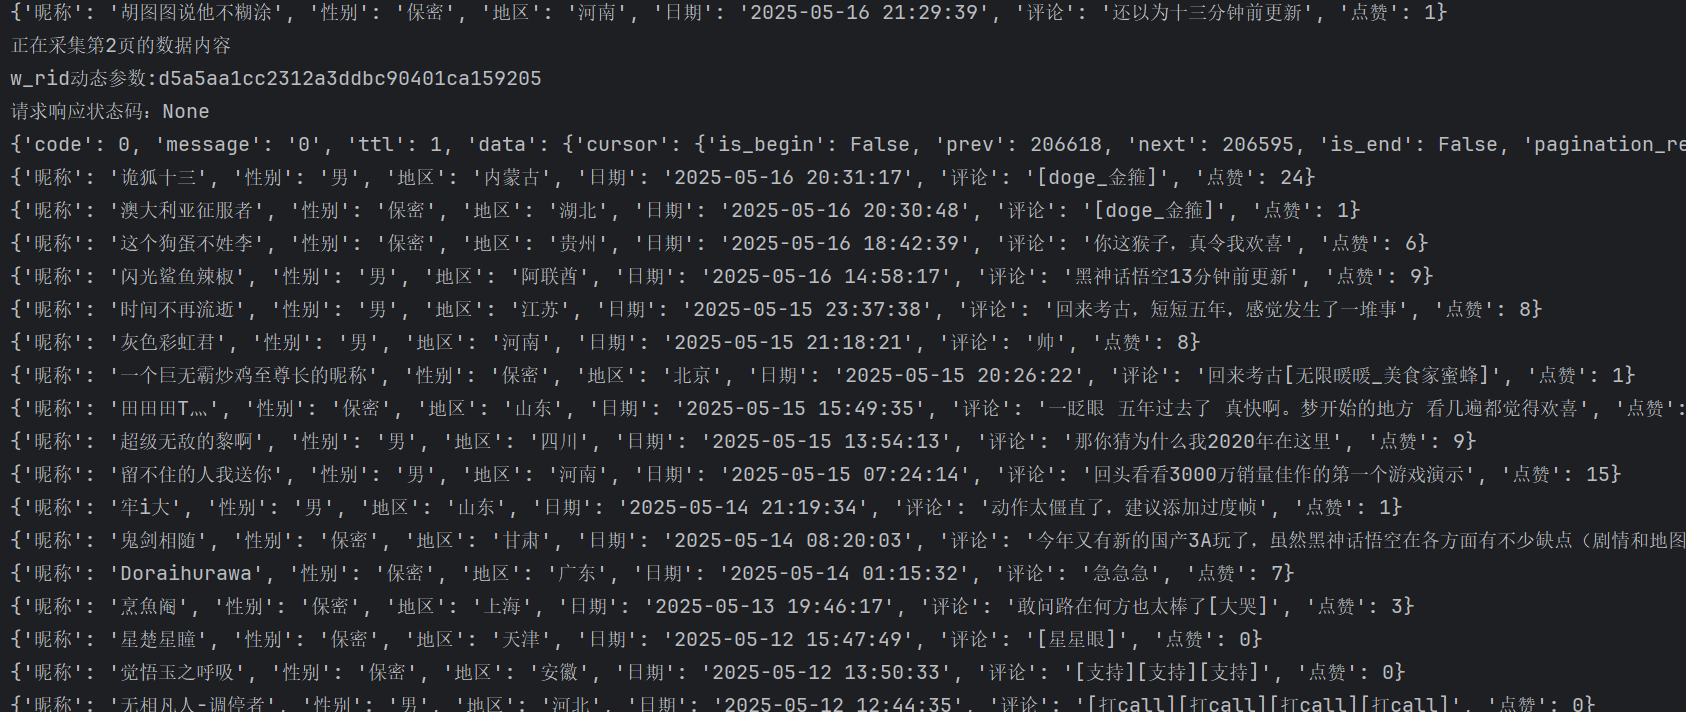 {'昵称': '胡图图说他不糊涂', '性别': '保密', '地区': '河南', '日期': '2025-05-16 21:29:39', '评论': '还以为十三分钟前更新', '点赞': 1}
正在采集第2页的数据内容
w_rid动态参数:d5a5aa1cc2312a3ddbc90401ca159205
请求响应状态码：None
{'code': 0, 'message': '0', 'ttl': 1, 'data': {'cursor': {'is_begin': False, 'prev': 206618, 'next': 206595, 'is_end': False, 'pagination_re
{'昵称': '诡狐十三', '性别': '男', '地区': '内蒙古', '日期': '2025-05-16 20:31:17', '评论': '[doge_金箍]', '点赞': 24}
{'昵称': '澳大利亚征服者', '性别': '保密', '地区': '湖北', '日期': '2025-05-16 20:30:48', '评论': '[doge_金箍]', '点赞': 1}
{'昵称': '这个狗蛋不姓李', '性别': '保密', '地区': '贵州', '日期': '2025-05-16 18:42:39', '评论': '你这猴子，真令我欢喜', '点赞': 6}
{'昵称': '闪光鲨鱼辣椒', '性别': '男', '地区': '阿联酋', '日期': '2025-05-16 14:58:17', '评论': '黑神话悟空13分钟前更新', '点赞': 9}
{'昵称': '时间不再流逝', '性别': '男', '地区': '江苏', '日期': '2025-05-15 23:37:38', '评论': '回来考古，短短五年，感觉发生了一堆事', '点赞': 8}
{'昵称': '灰色彩虹君', '性别': '男', '地区': '河南', '日期': '2025-05-15 21:18:21', '评论': '帅', '点赞': 8}
{'昵称': '一个巨无霸炒鸡至尊长的昵称', '性别': '保密', '地区': '北京', '日期': '2025-05-15 20:26:22', '评论': '回来考古[无限暖暖_美食家蜜蜂]', '点赞': 1}
{'昵称': '田田田T灬', '性别': '保密', '地区': '山东', '日期': '2025-05-15 15:49:35', '评论': '一眨眼 五年过去了 真快啊。梦开始的地方 看几遍都觉得欢喜', '点赞':
{'昵称': '超级无敌的黎啊', '性别': '男', '地区': '四川', '日期': '2025-05-15 13:54:13', '评论': '那你猜为什么我2020年在这里', '点赞': 9}
{'昵称': '留不住的人我送你', '性别': '男', '地区': '河南', '日期': '2025-05-15 07:24:14', '评论': '回头看看3000万销量佳作的第一个游戏演示', '点赞': 15}
{'昵称': '牢i大', '性别': '男', '地区': '山东', '日期': '2025-05-14 21:19:34', '评论': '动作太僵直了，建议添加过度帧', '点赞': 1}
{'昵称': '鬼剑相随', '性别': '保密', '地区': '甘肃', '日期': '2025-05-14 08:20:03', '评论': '今年又有新的国产3A玩了，虽然黑神话悟空在各方面有不少缺点（剧情和地图
{'昵称': 'Doraihurawa', '性别': '保密', '地区': '广东', '日期': '2025-05-14 01:15:32', '评论': '急急急', '点赞': 7}
{'昵称': '烹魚阉', '性别': '保密', '地区': '上海', '日期': '2025-05-13 19:46:17', '评论': '敢问路在何方也太棒了[大哭]', '点赞': 3}
{'昵称': '星楚星瞳', '性别': '保密', '地区': '天津', '日期': '2025-05-12 15:47:49', '评论': '[星星眼]', '点赞': 0}
{'昵称': '觉悟玉之呼吸', '性别': '保密', '地区': '安徽', '日期': '2025-05-12 13:50:33', '评论': '[支持][支持][支持]', '点赞': 0}
{'昵称': '无相凡人-调停者', '性别': '男', '地区': '河北', '日期': '2025-05-12 12:44:35', '评论': '[打call][打call][打call][打call]', '点赞': 0}